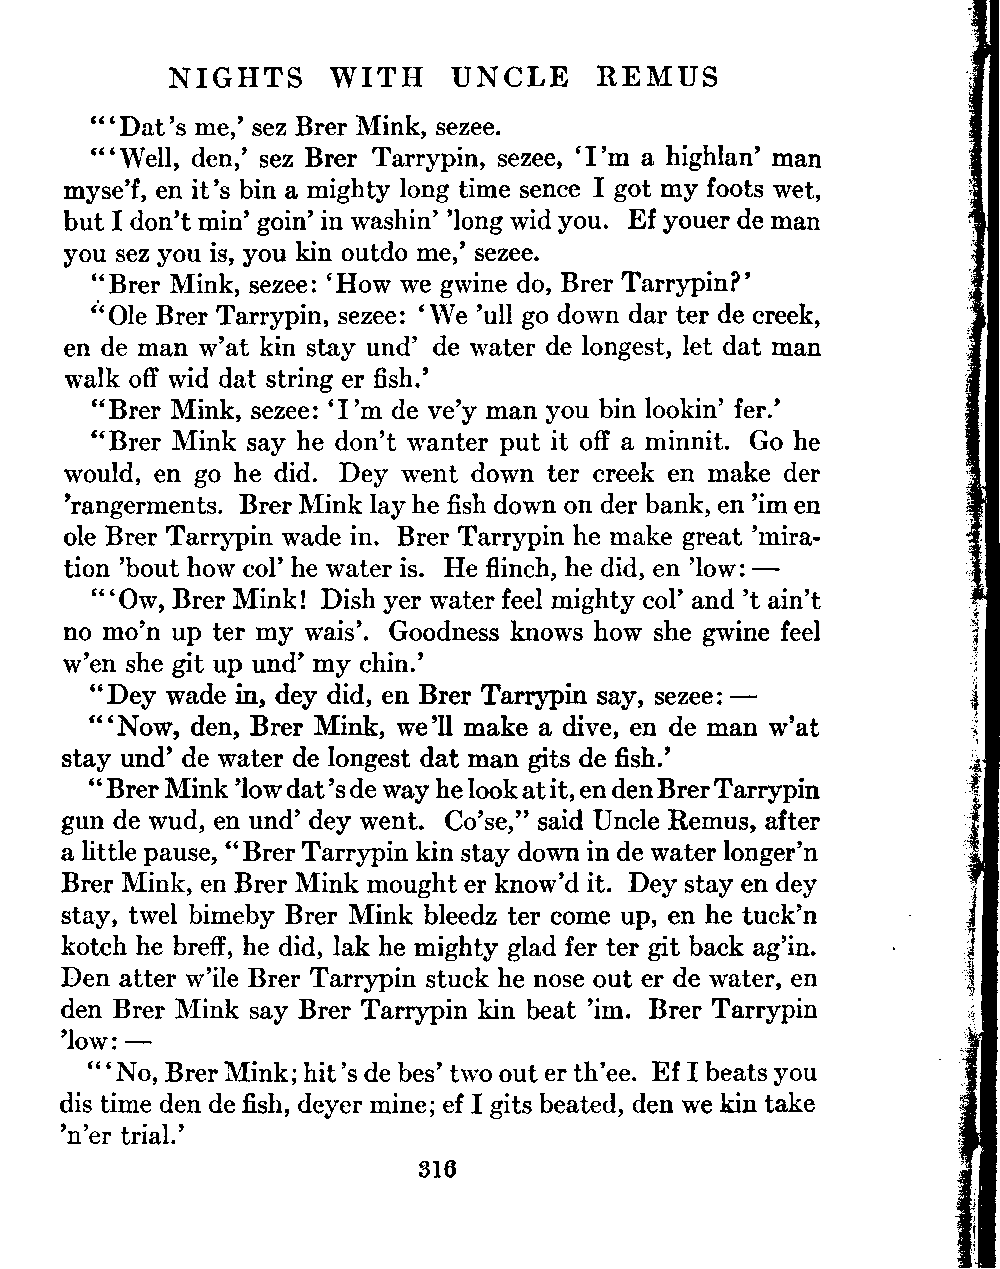 NIGHTS WITH UNCLE REMUS
"'Dat's me,' sez Brer Mink, sezee.
"'Well, den,' sez Brer Tarrypin, sezee, 'I'm a highlan' man
myse'f, en it's bin a mighty long time sence I got my foots wet,
but I don't min' goin' in washin' 'long wid you. Ef youer de man
you sez you is, you kin outdo me,' sezee.
"Brer Mink, sezee: 'How we gwine do, Brer Tarrypin?'
"Ole Brer Tarrypin, sezee: 'We 'ull go down dar ter de creek,
en de man w'at kin stay und' de water de longest, let dat man
walk off wid dat string er fish.'
"Brer Mink, sezee: 'I'm de ve'y man you bin lookin' fer.'
"Brer Mink say he don't wanter put it off a minnit. Go he
would, en go he did. Dey went down ter creek en make der
'rangerments. Brer Mink lay he fish down on der bank, en 'im en
ole Brer Tarrypin wade in. Brer Tarrypin he make great 'mira-
tion 'bout how col' he water is. He flinch, he did, en 'low: —
"'Ow, Brer Mink! Dish yer water feel mighty col' and 't ain't
no mo'n up ter my wais'. Goodness knows how she gwine feel
w'en she git up und' my chin.'
"Dey wade in, dey did, en Brer Tarrypin say, sezee: —
"'Now, den, Brer Mink, we'll make a dive, en de man w'at
stay und' de water de longest dat man gits de fish.'
"Brer Mink 'low dat's de way he look at it, en den Brer Tarrypin
gun de wud, en und' dey went. Co'se," said Uncle Remus, after
a little pause, "Brer Tarrypin kin stay down in de water longer'n
Brer Mink, en Brer Mink mought er know'd it. Dey stay en dey
stay, twel bimeby Brer Mink bleedz ter come up, en he tuck'n
kotch he breff, he did, lak he mighty glad fer ter git back ag'in.
Den atter w'ile Brer Tarrypin stuck he nose out er de water, en
den Brer Mink say Brer Tarrypin kin beat 'im. Brer Tarrypin
'low: —
"'No, Brer Mink; hit's de bes' two out er th'ee. Ef I beats you
dis time den de fish, deyer mine; ef I gits beated, den we kin take
'n'er trial.'
316